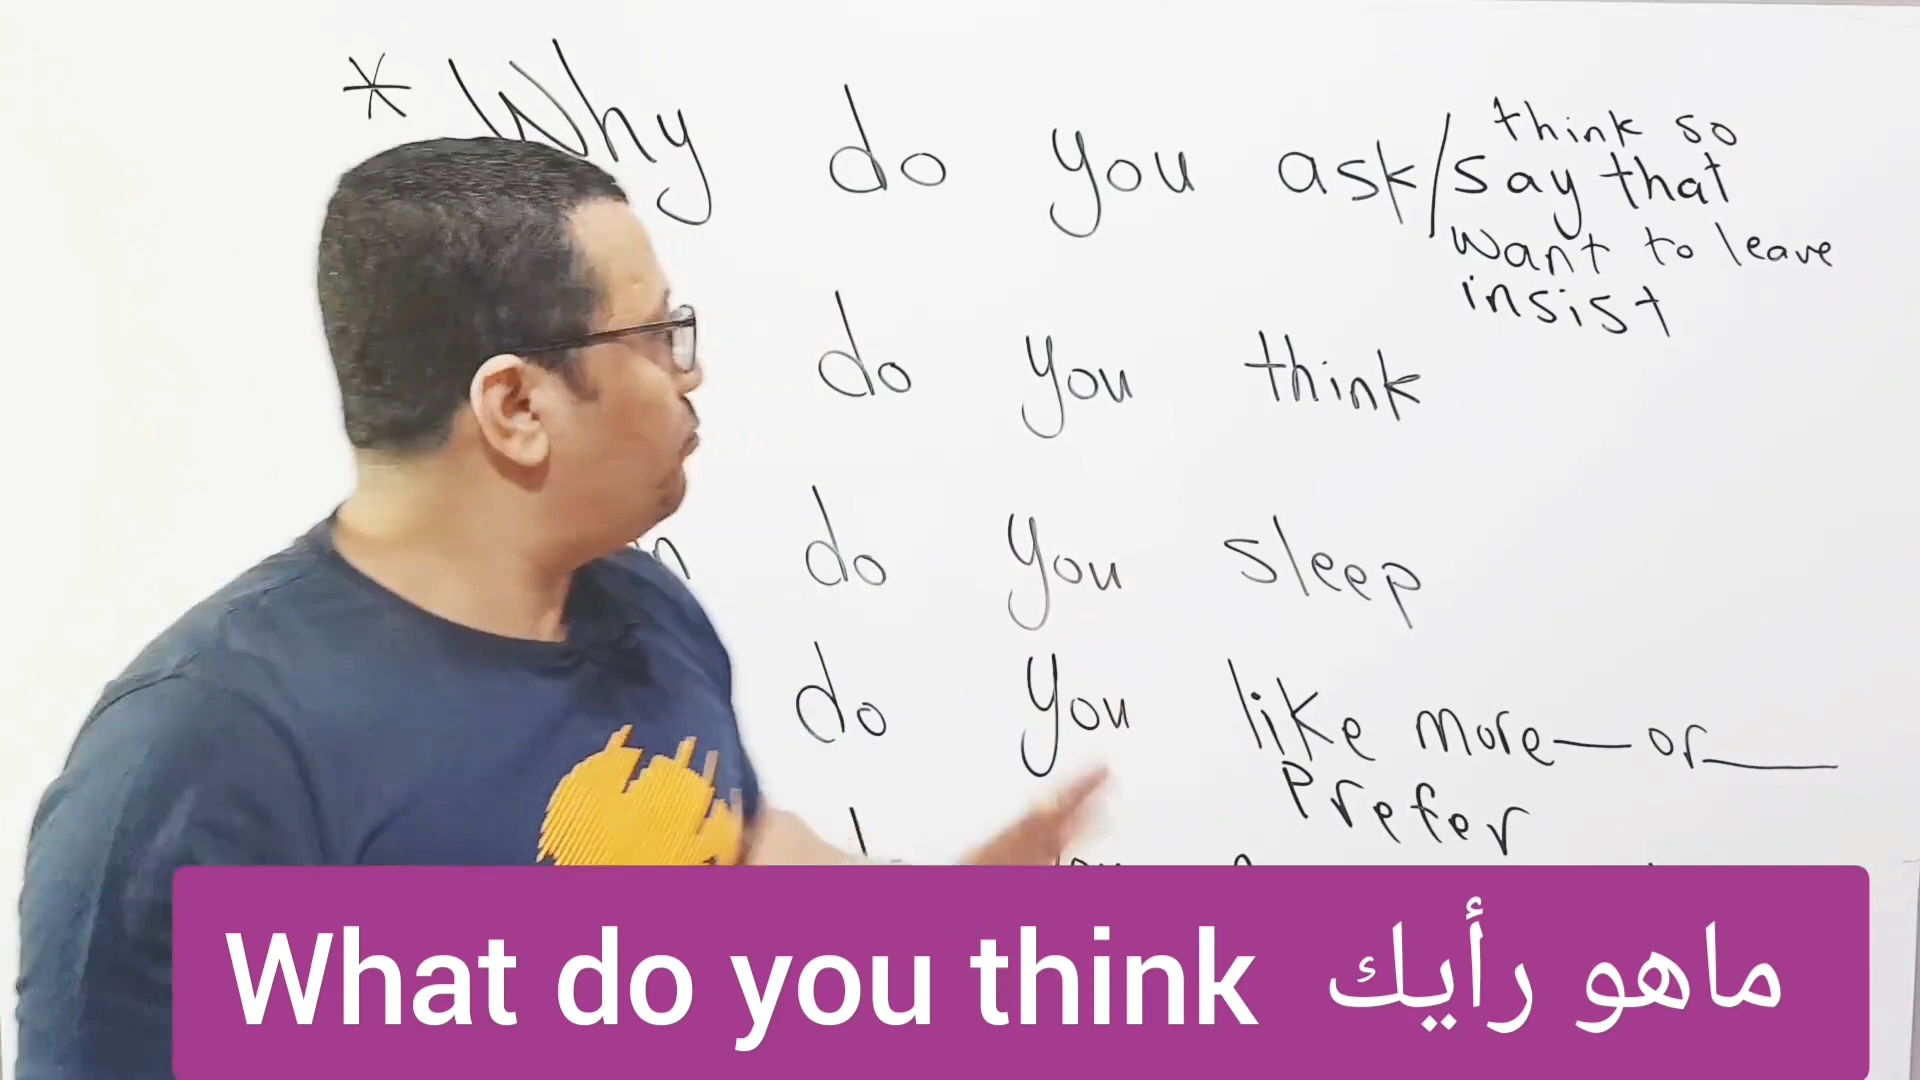 * Why do you ask/
think so
say that
want to leave
insist
do you think
do you sleep
do you like more — or —
Prefer
What do you think ماهو رأيك